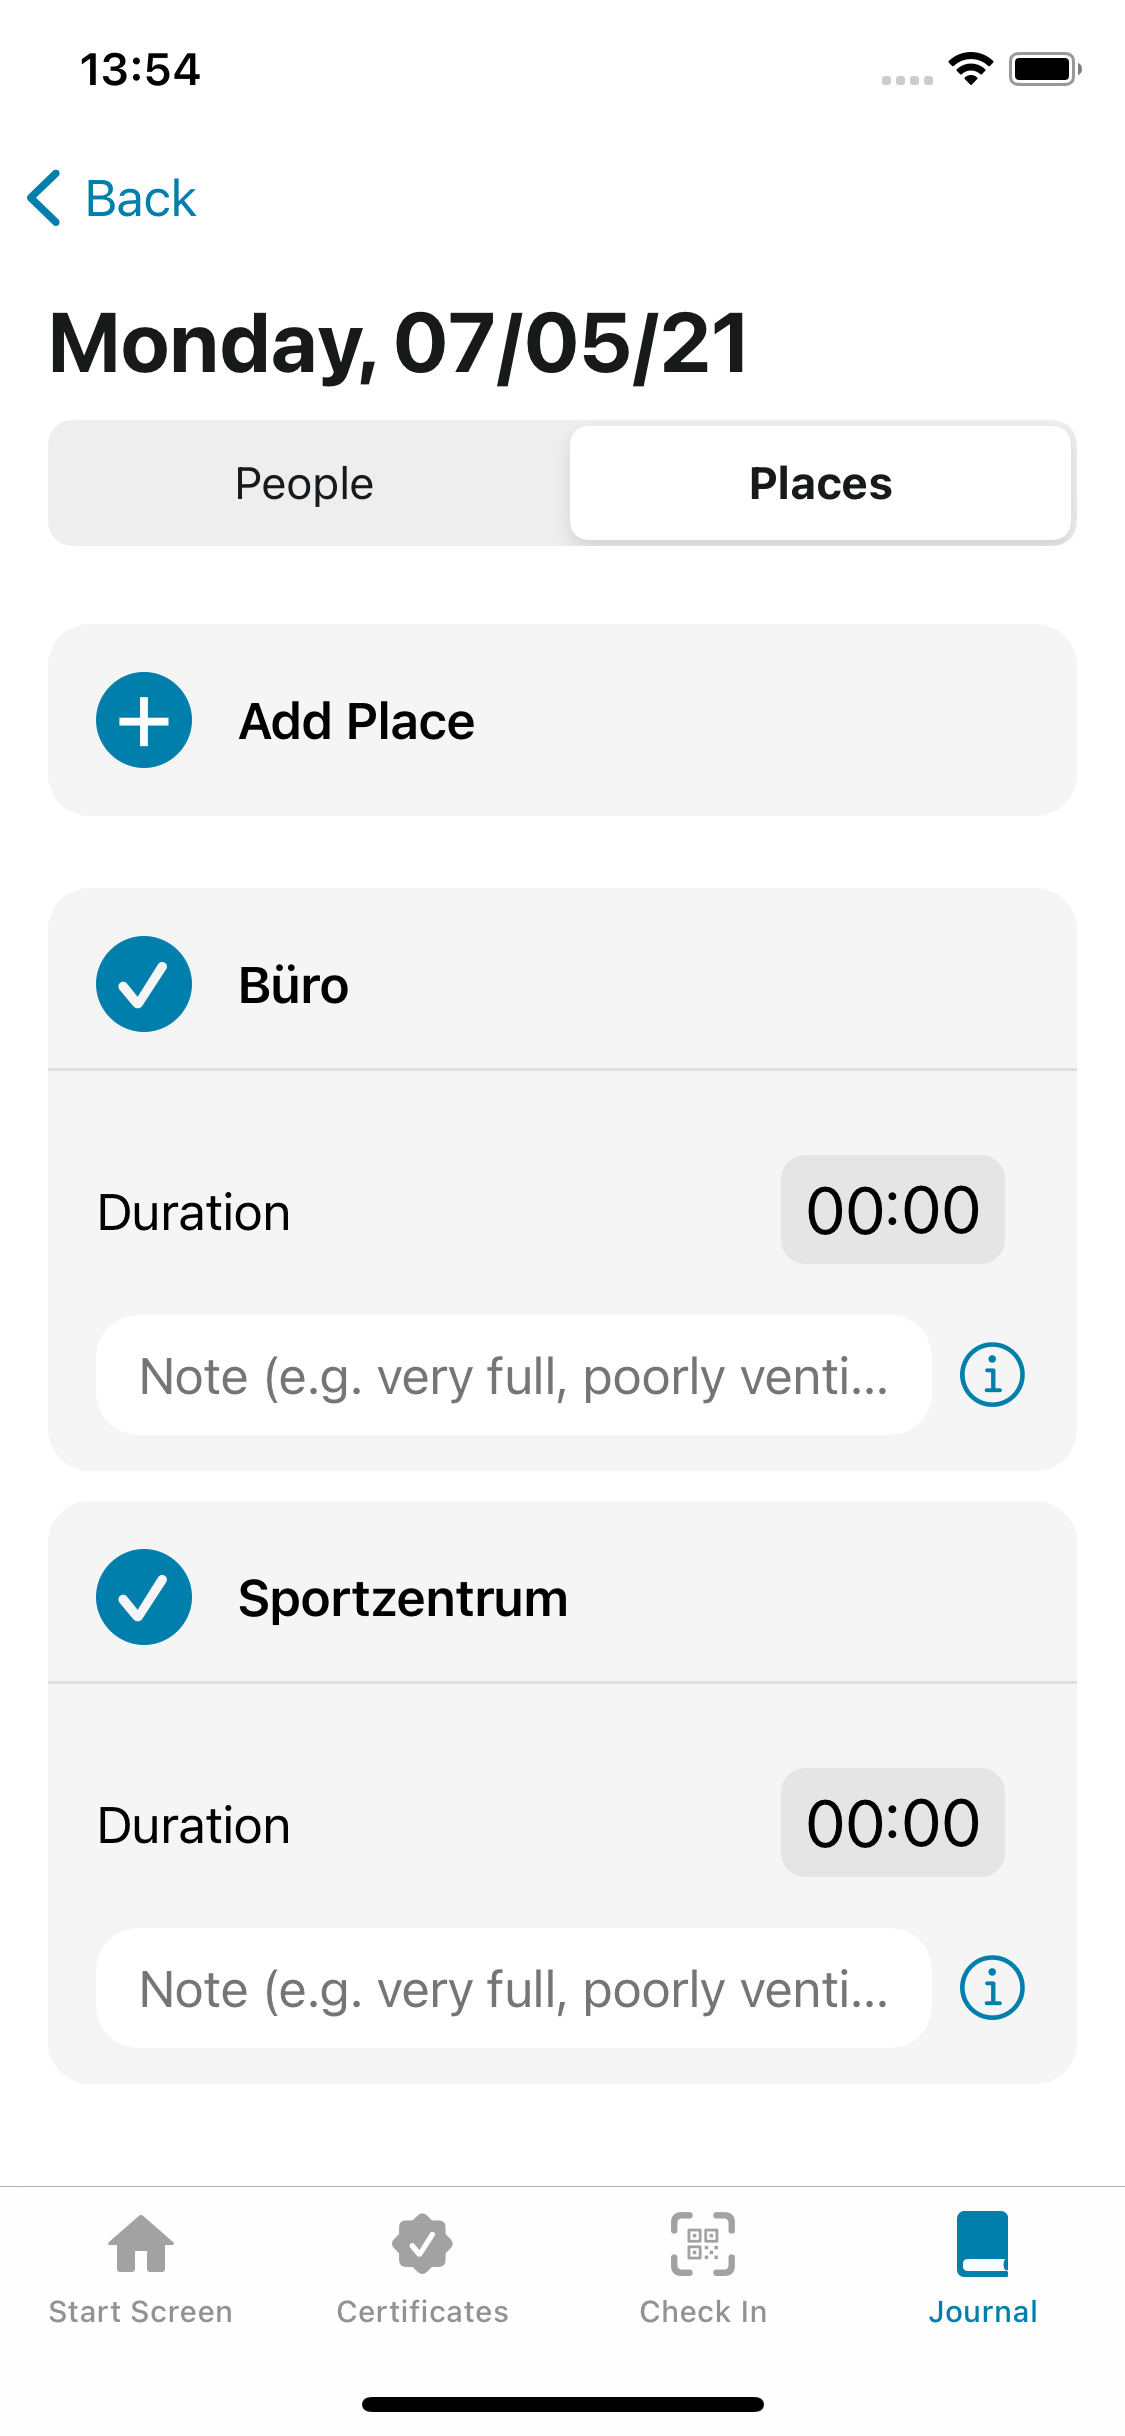 13:54
Back
Monday, 07/05/21
People
Places
Add Place
Büro
Duration
00:00
Note (e.g. very full, poorly venti...
Sportzentrum
Duration
00:00
Note (e.g. very full, poorly venti...
Start Screen
Certificates
Check In
Journal